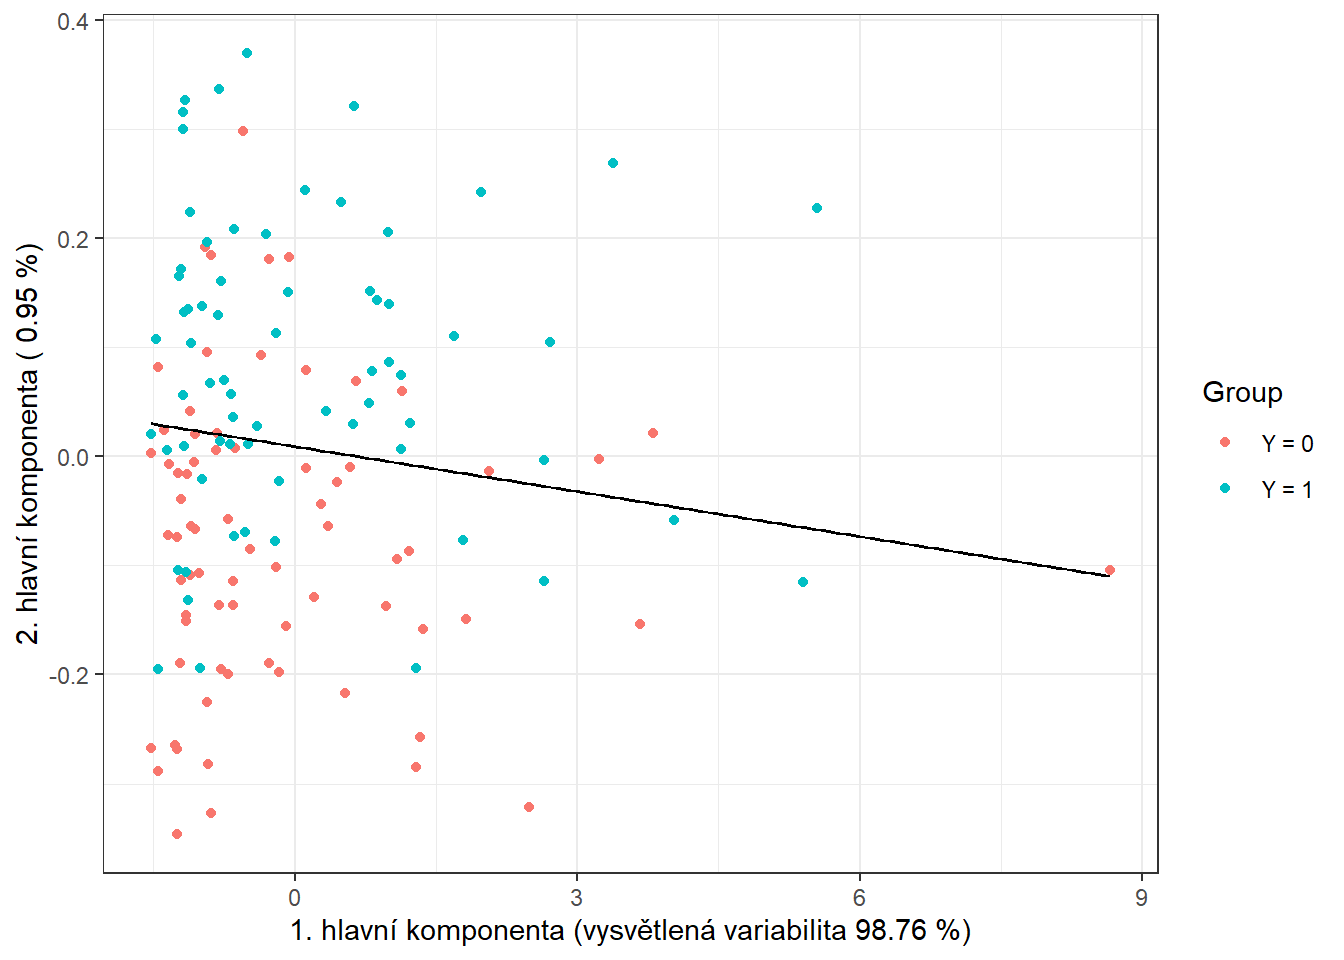 0.4
0.2
0.0
-0.2
2. hlavní komponenta ( 0.95 %)
0 3 6 9
1. hlavní komponenta (vysvětlená variabilita 98.76 %)
Group
Y = 0
Y = 1